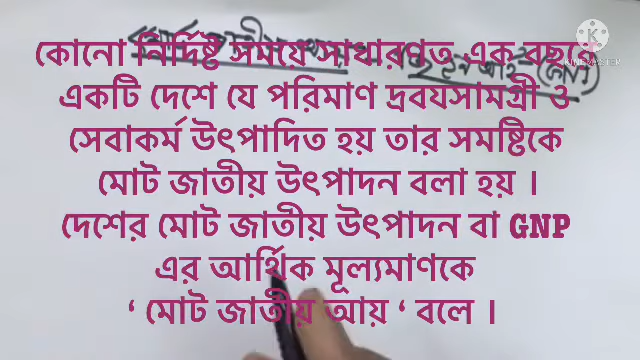 কোনো নির্দিষ্ট সময়ে সাধারণত এক বছরে
একটি দেশে যে পরিমাণ দ্রব্যসামগ্রী ও
সেবাকর্ম উৎপাদিত হয় তার সমষ্টিকে
মোট জাতীয় উৎপাদন বলা হয় ।
দেশের মোট জাতীয় উৎপাদন বা GNP
এর আর্থিক মূল্যমাণকে
‘ মোট জাতীয় আয় ‘ বলে ।
KINEMASTER